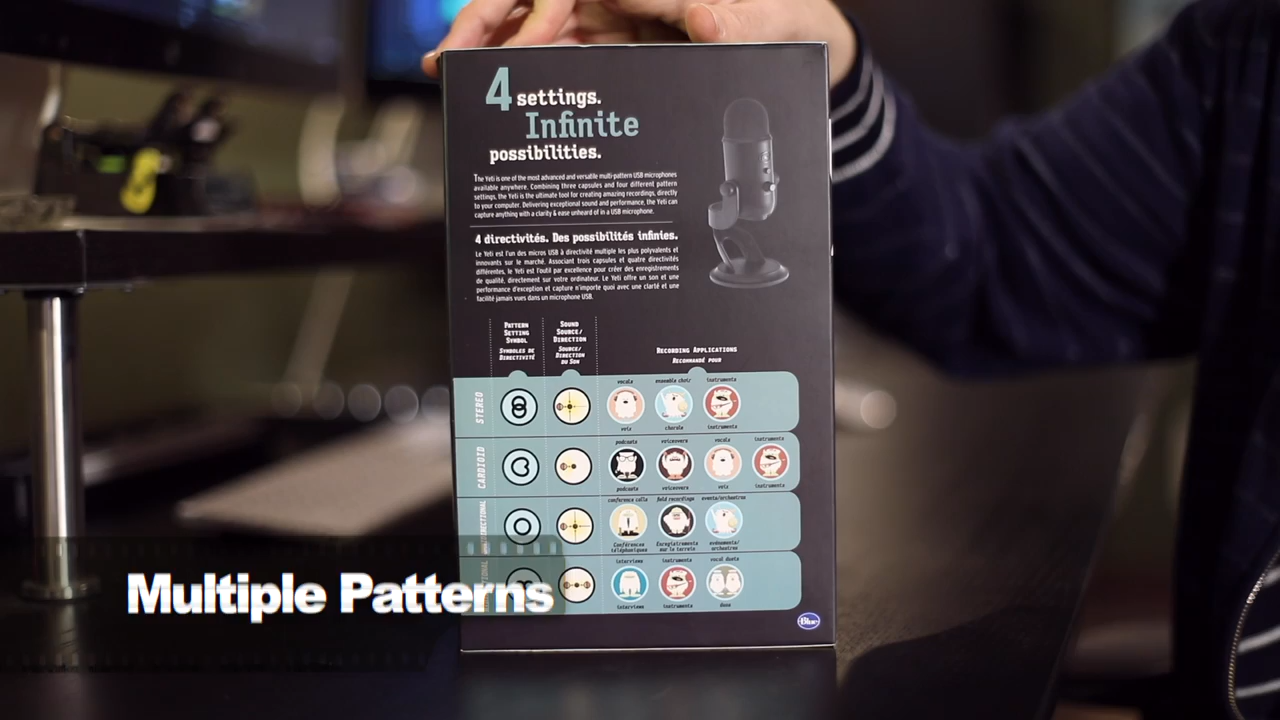 4 settings.
Infinite
possibilities.
The Yeti is one of the most advanced and versatile multi-pattern USB microphones
available anywhere. Combining three capsules and four different pattern
settings, the Yeti is the ultimate tool for creating amazing recordings, directly
to your computer. Delivering exceptional sound and performance, the Yeti can
capture anything with a clarity & ease unheard of in a USB microphone.
4 directivités. Des possibilités infinies.
Le Yeti est l'un des micros USB à directivité multiple les plus polyvalents et
innovants sur le marché. Associant trois capsules et quatre directivités
différentes, le Yeti est l'outil par excellence pour créer des enregistrements
de qualité, directement sur votre ordinateur. Le Yeti offre un son et une
performance d'exception et capture n'importe quoi avec une clarté et une
facilité jamais vues dans un microphone USB.
Pattern
Setting
Symbol
Symboles de
Directivité
Sound
Source/
Direction
Source/
Direction
du Son
Recording Applications
Recommandé pour
STEREO
vocals ensemble choir instruments
voix chorale instruments
CARDIOID
podcasts voiceovers vocals instruments
podcasts voiceovers voix instruments
conference calls field recordings events/orchestras
Conférences
téléphoniques
Enregistrements
sur le terrain
événements/
orchestres
interviews instruments vocal duets
interviews instruments duos
Blue
Multiple Patterns